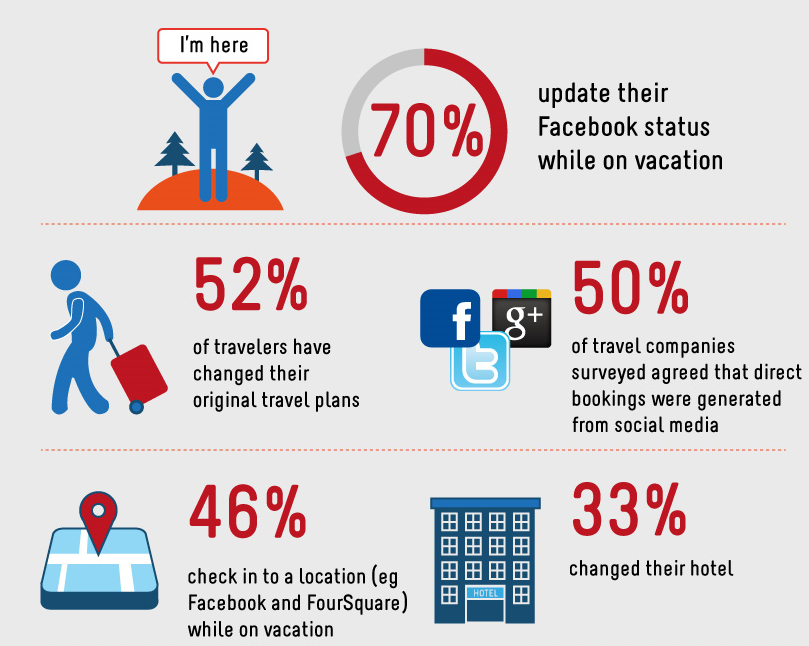 I'm here
70%
update their
Facebook status
while on vacation
52%
of travelers have
changed their
original travel plans
f
g+
t
50%
of travel companies
surveyed agreed that direct
bookings were generated
from social media
46%
check in to a location (eg
Facebook and FourSquare)
while on vacation
HOTEL
33%
changed their hotel